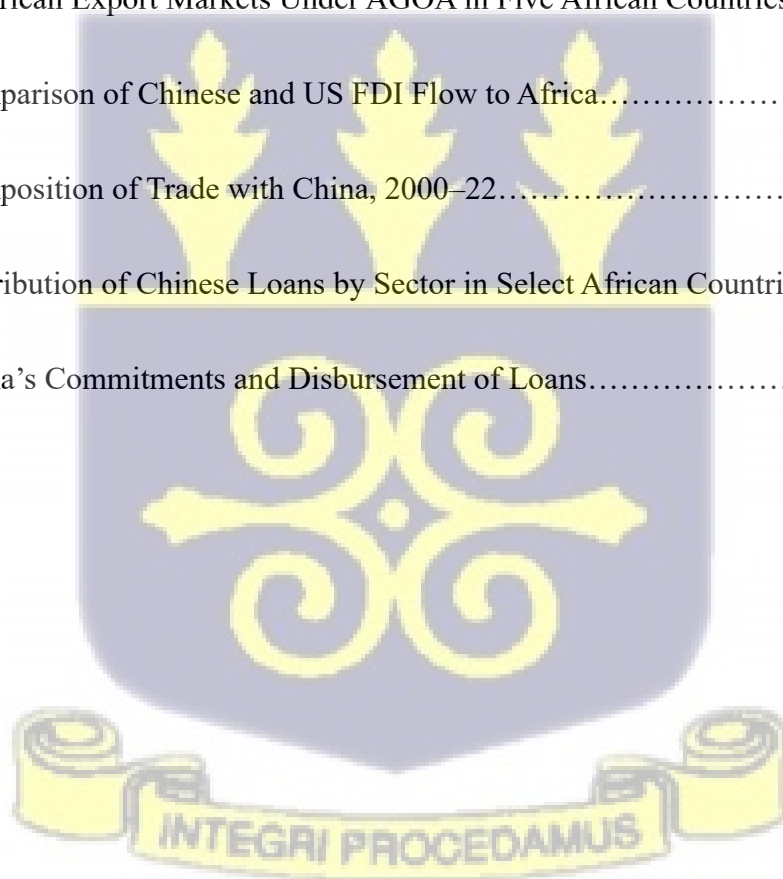 rican Export Markets Under AGOA in Five African Countries
parison of Chinese and US FDI Flow to Africa………………
position of Trade with China, 2000–22…………………………
ribution of Chinese Loans by Sector in Select African Countri
a’s Commitments and Disbursement of Loans…………………
INTEGRI PROCEDAMUS